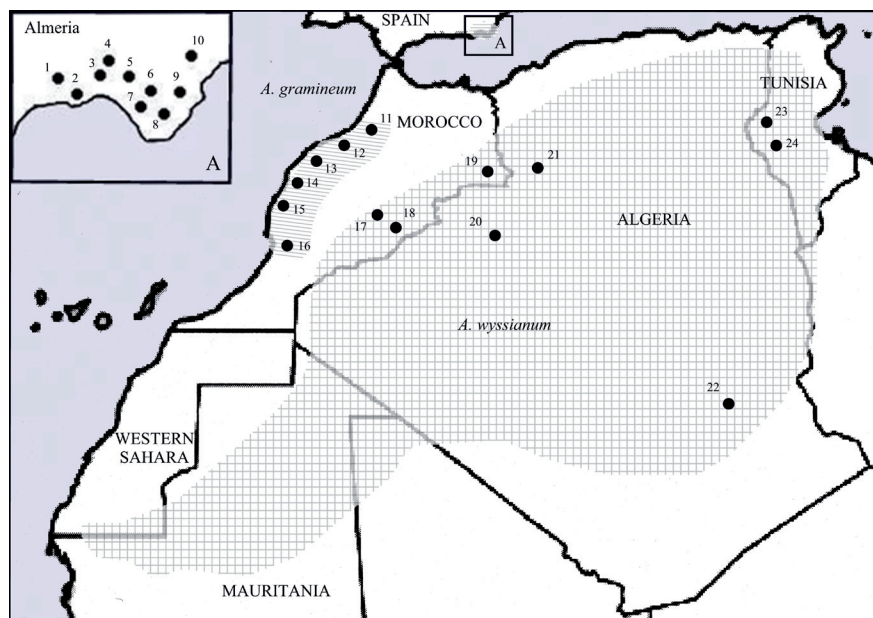 Almeria
1
2
3
4
5
6
7
8
9
10
A
SPAIN
A
A. gramineum
MOROCCO
TUNISIA
11
12
13
14
15
16
17
18
19
20
21
23
24
ALGERIA
A. wyssianum
22
WESTERN
SAHARA
MAURITANIA